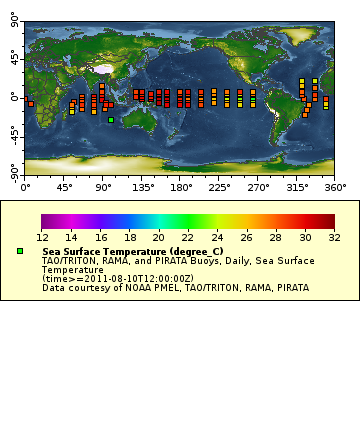 90°
45°
0°
-45°
-90°
0° 45° 90° 135° 180° 225° 270° 315° 360°
12 14 16 18 20 22 24 26 28 30 32
Sea Surface Temperature (degree_C)
TAO/TRITON, RAMA, and PIRATA Buoys, Daily, Sea Surface
Temperature
(time>=2011-08-10T12:00:00Z)
Data courtesy of NOAA PMEL, TAO/TRITON, RAMA, PIRATA